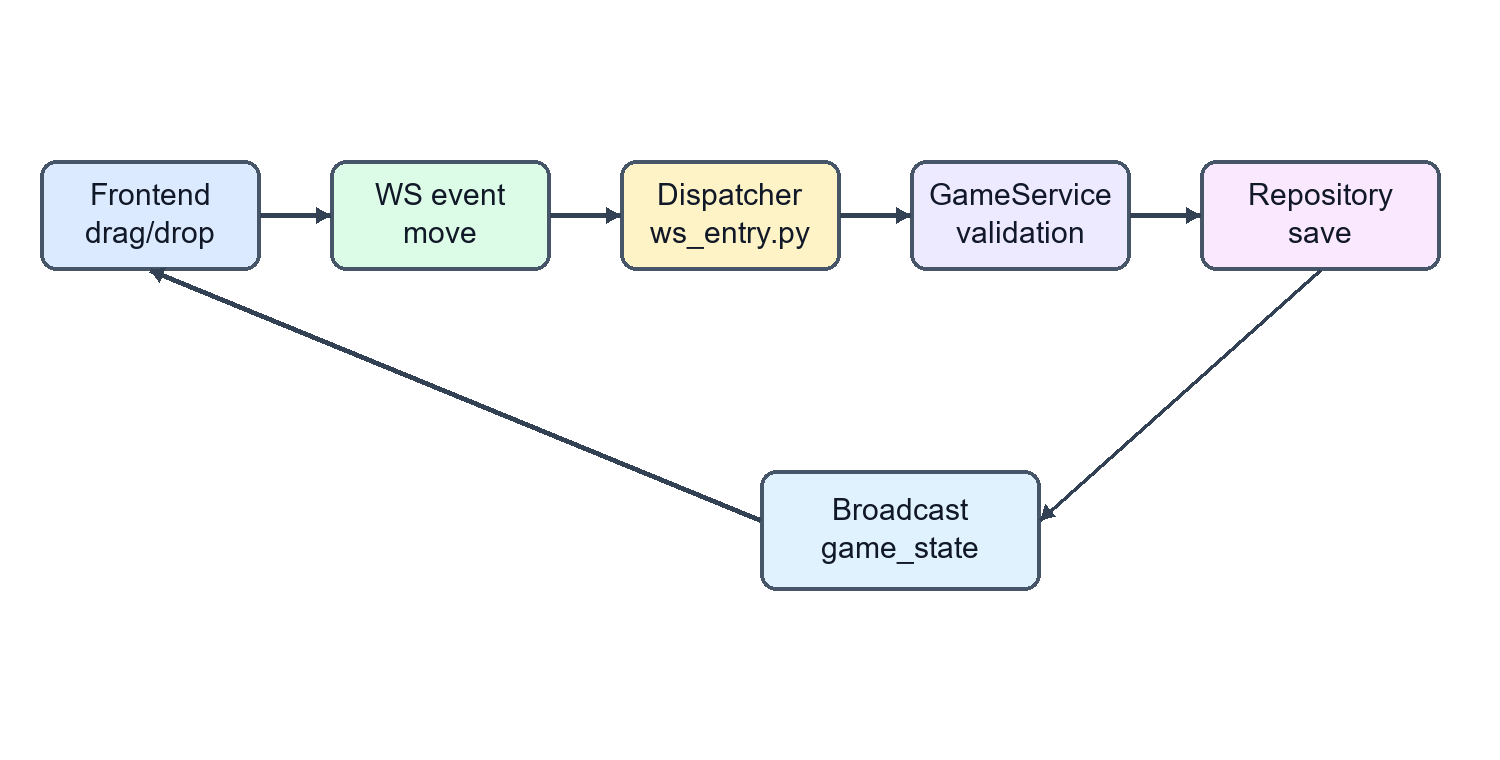 Frontend
drag/drop
WS event
move
Dispatcher
ws_entry.py
GameService
validation
Repository
save
Broadcast
game_state